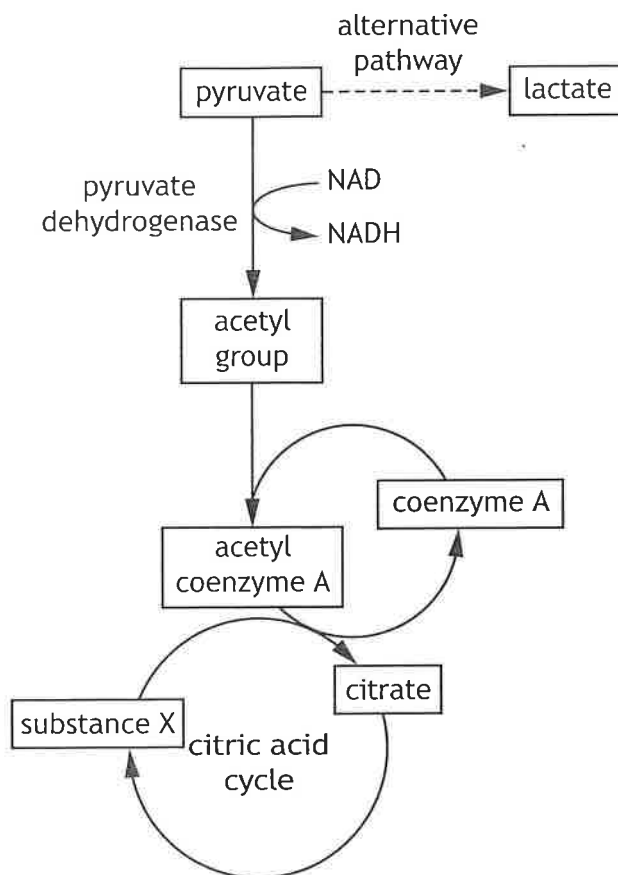 alternative
pathway
pyruvate
lactate
pyruvate
dehydrogenase
NAD
NADH
acetyl
group
coenzyme A
acetyl
coenzyme A
citrate
substance X
citric acid
cycle